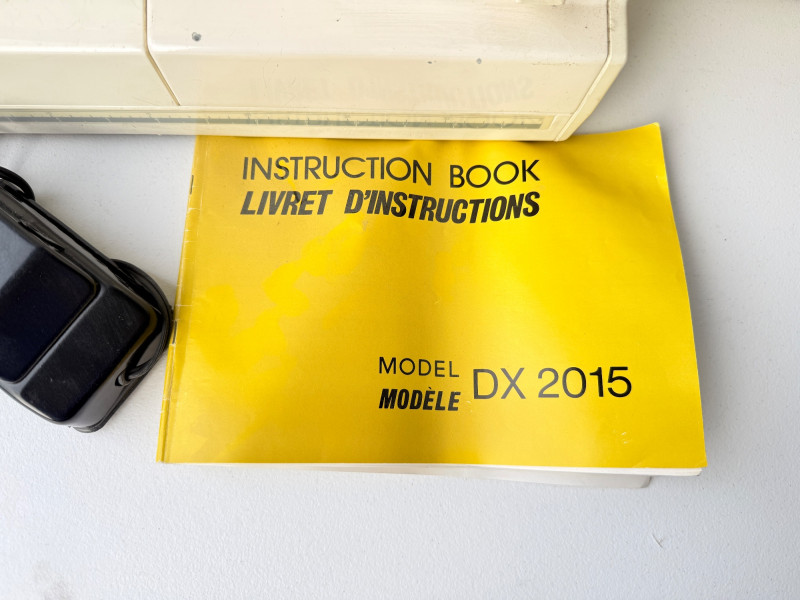 INSTRUCTION BOOK
LIVRET D'INSTRUCTIONS
MODEL
MODÈLE
DX 2015